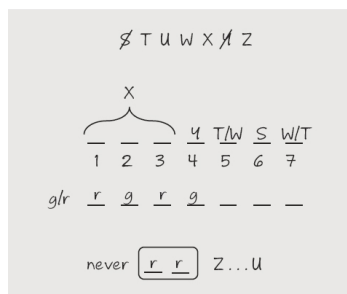 S T U W X Y Z
X
Y T/W S W/T
1 2 3 4 5 6 7
g/r r g r g
never r r Z...U